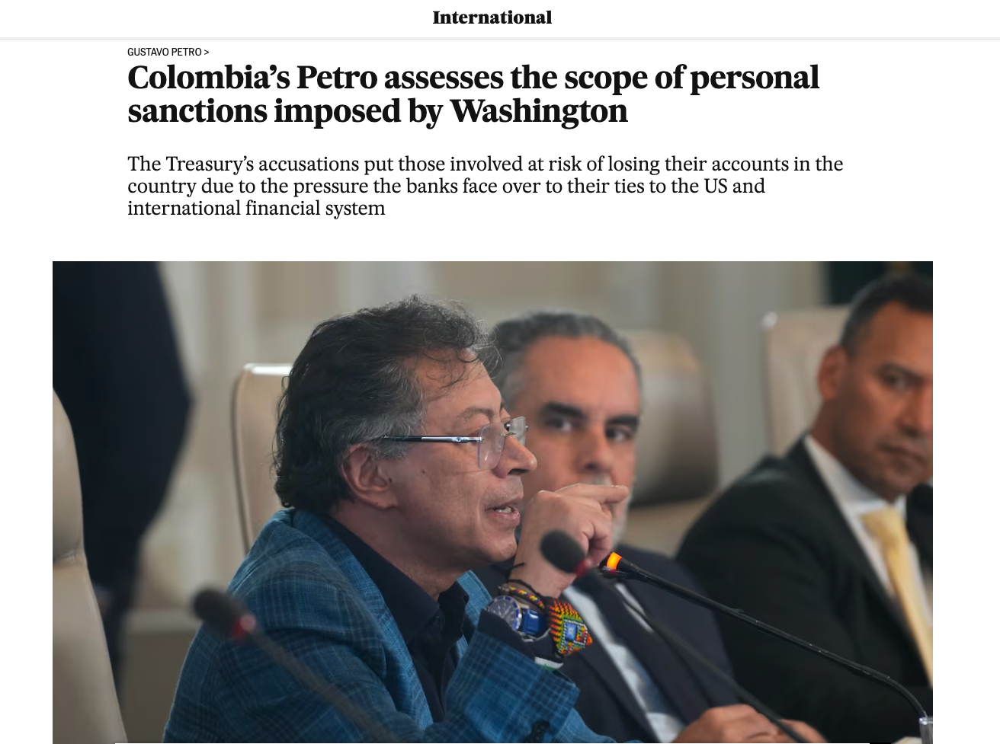 International
GUSTAVO PETRO >
Colombia’s Petro assesses the scope of personal
sanctions imposed by Washington
The Treasury’s accusations put those involved at risk of losing their accounts in the
country due to the pressure the banks face over to their ties to the US and
international financial system